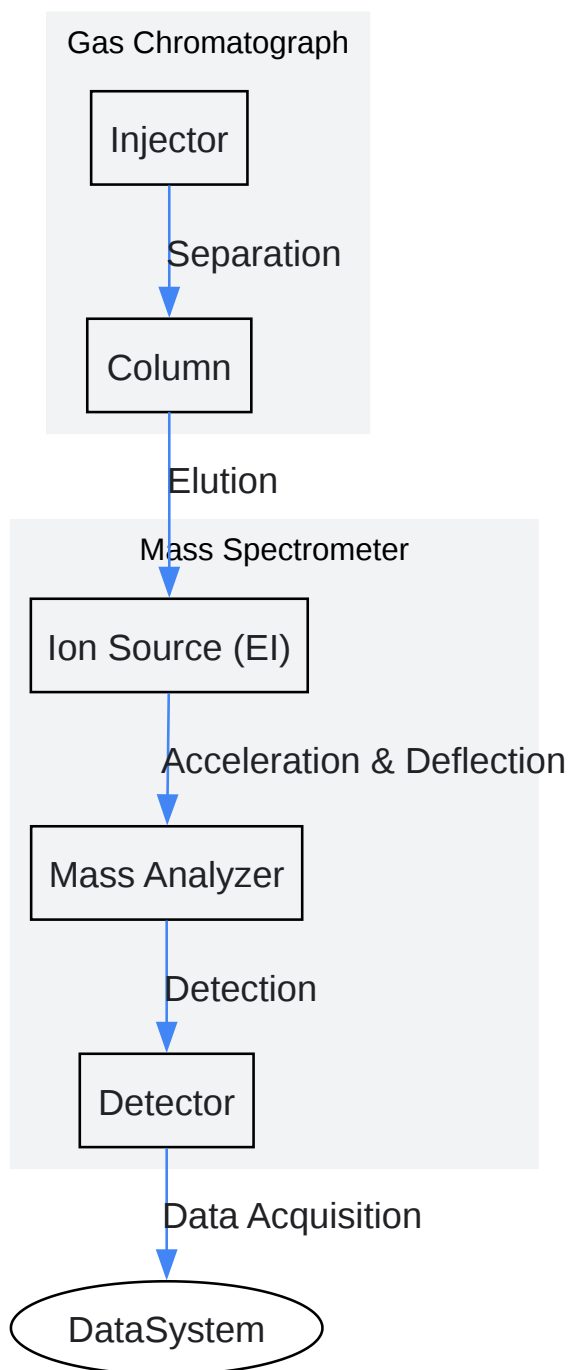 Gas Chromatograph
Injector
Separation
Column
Elution
Mass Spectrometer
Ion Source (EI)
Acceleration & Deflection
Mass Analyzer
Detection
Detector
Data Acquisition
DataSystem